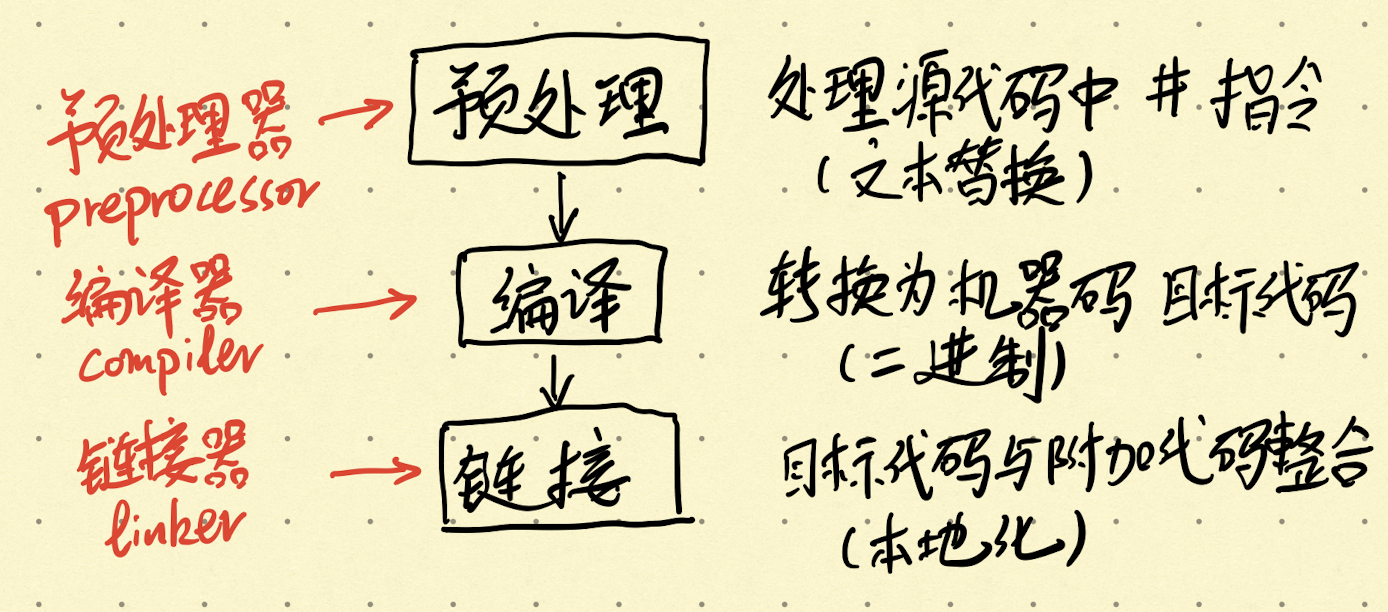 预处理器 preprocessor
预处理
处理源代码中 # 指令
(文本替换)
编译器 compiler
编译
转换为机器码 目标代码
(二进制)
链接器 linker
链接
目标代码与附加代码整合
(本地化)